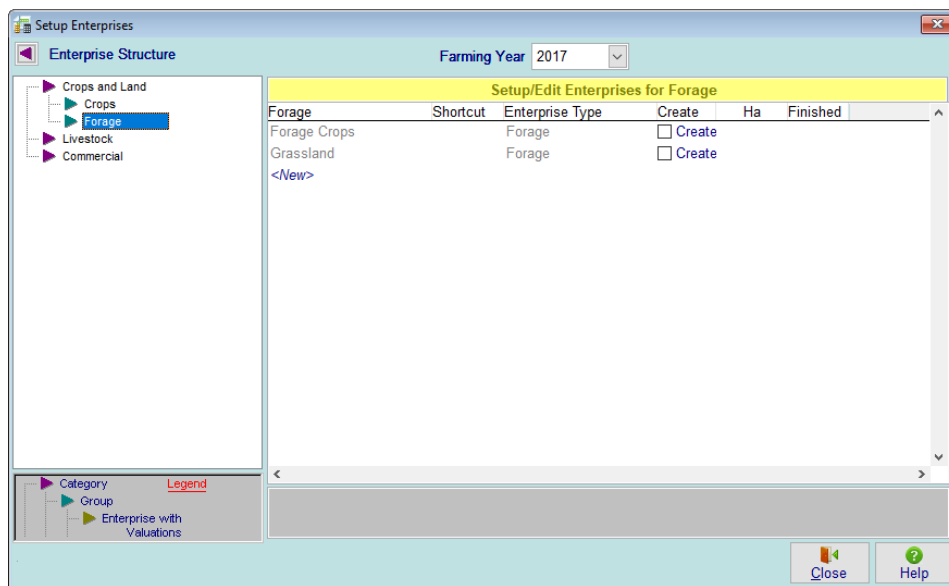 Setup Enterprises
Enterprise Structure
Farming Year 2017
Crops and Land
Crops
Forage
Livestock
Commercial
Setup/Edit Enterprises for Forage
Forage Shortcut Enterprise Type Create Ha Finished
Forage Crops Forage Create
Grassland Forage Create
<New>
Category Legend
Group
Enterprise with
Valuations
Close Help